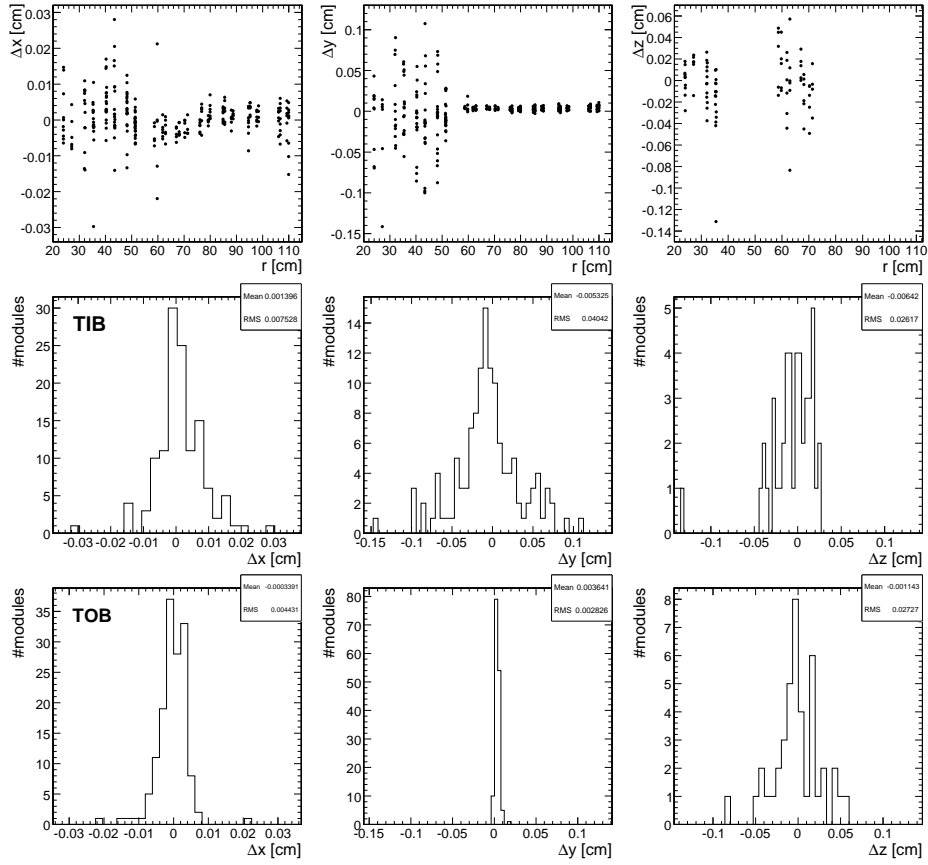 Δx [cm]
0.03
0.02
0.01
0
-0.01
-0.02
-0.03
20 30 40 50 60 70 80 90 100 110
r [cm]
Δy [cm]
0.1
0.05
0
-0.05
-0.1
-0.15
20 30 40 50 60 70 80 90 100 110
r [cm]
Δz [cm]
0.06
0.04
0.02
0
-0.02
-0.04
-0.06
-0.08
-0.1
-0.12
-0.14
20 30 40 50 60 70 80 90 100 110
r [cm]
#modules
TIB
Mean 0.001396
RMS 0.007528
30
25
20
15
10
5
0
-0.03 -0.02 -0.01 0 0.01 0.02 0.03
Δx [cm]
#modules
Mean -0.005325
RMS 0.04042
14
12
10
8
6
4
2
0
-0.15 -0.1 -0.05 0 0.05 0.1
Δy [cm]
#modules
Mean -0.00642
RMS 0.02617
5
4
3
2
1
0
-0.1 -0.05 0 0.05 0.1
Δz [cm]
#modules
TOB
Mean -0.0003391
RMS 0.004431
35
30
25
20
15
10
5
0
-0.03 -0.02 -0.01 0 0.01 0.02 0.03
Δx [cm]
#modules
Mean 0.003641
RMS 0.002826
80
70
60
50
40
30
20
10
0
-0.15 -0.1 -0.05 0 0.05 0.1
Δy [cm]
#modules
Mean -0.001143
RMS 0.02727
8
7
6
5
4
3
2
1
0
-0.1 -0.05 0 0.05 0.1
Δz [cm]